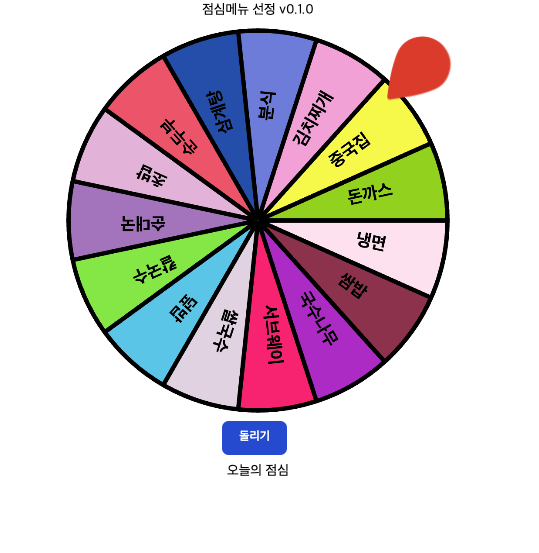 점심메뉴 선정 v0.1.0
분식
김치찌개
중국집
돈까스
냉면
쌈밥
국수나무
서브웨이
쌀국수
덮밥
칼국수
순대국
초밥
순두부
삼계탕
돌리기
오늘의 점심